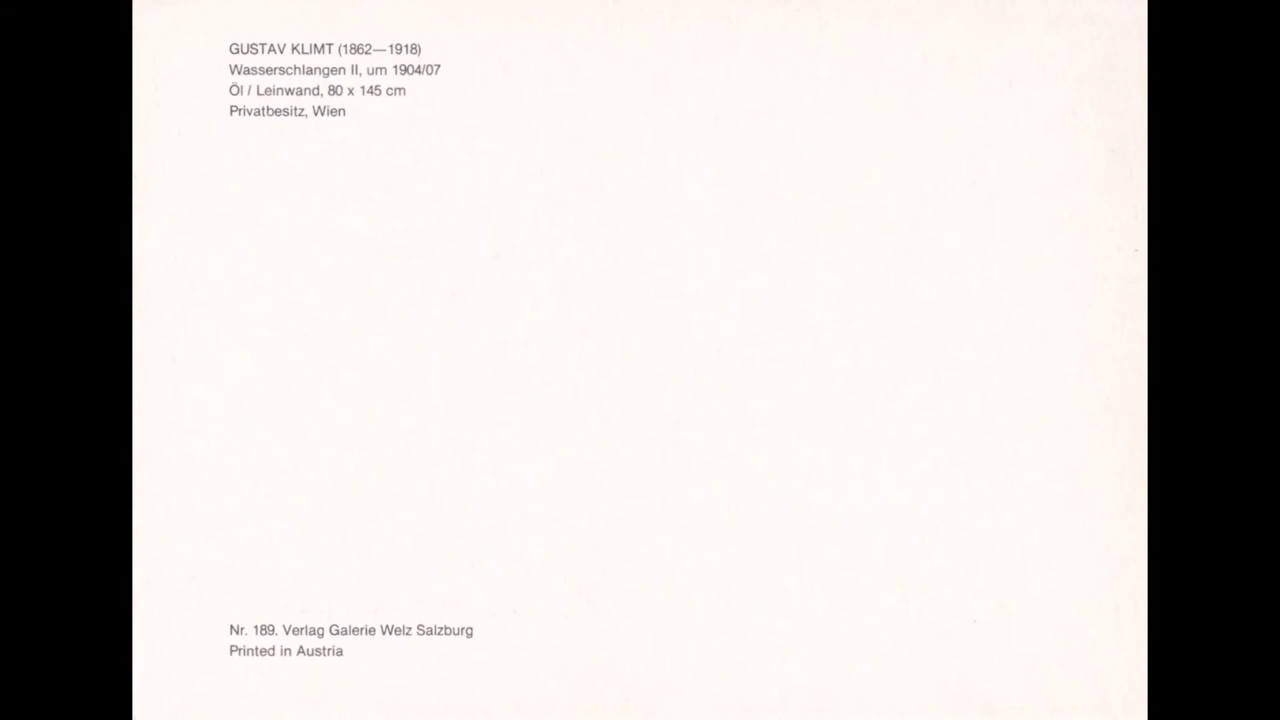 GUSTAV KLIMT (1862—1918)
Wasserschlangen II, um 1904/07
Öl / Leinwand, 80 x 145 cm
Privatbesitz, Wien
Nr. 189. Verlag Galerie Welz Salzburg
Printed in Austria